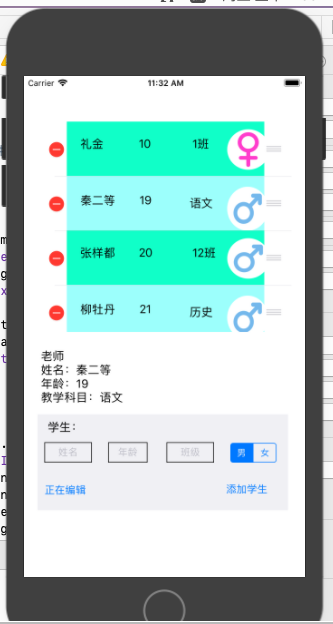 Carrier 11:32 AM
礼金 10 1班
秦二等 19 语文
张样都 20 12班
柳牡丹 21 历史
老师
姓名：秦二等
年龄：19
教学科目：语文
学生：
姓名 年龄 班级 男 女
正在编辑 添加学生